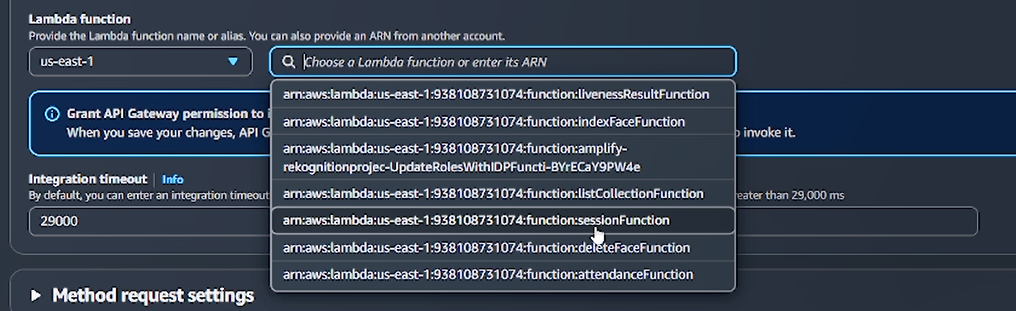 Lambda function
Provide the Lambda function name or alias. You can also provide an ARN from another account.
us-east-1
Choose a Lambda function or enter its ARN
arn:aws:lambda:us-east-1:938108731074:function:livenessResultFunction
Grant API Gateway permission to i
arn:aws:lambda:us-east-1:938108731074:function:indexFaceFunction
When you save your changes, API G
o invoke it.
arn:aws:lambda:us-east-1:938108731074:function:amplify-
rekognitionprojec-UpdateRolesWithIDPFuncti-BYrECaY9PW4e
Integration timeout Info
By default, you can enter an integration timeout
eater than 29,000 ms
arn:aws:lambda:us-east-1:938108731074:function:listCollectionFunction
29000
arn:aws:lambda:us-east-1:938108731074:function:sessionFunction
arn:aws:lambda:us-east-1:938108731074:function:deleteFaceFunction
arn:aws:lambda:us-east-1:938108731074:function:attendanceFunction
Method request settings